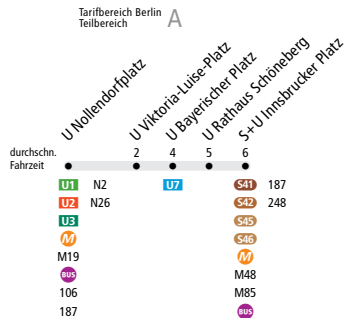 Tarifbereich Berlin
Teilbereich A
U Nollendorfplatz
U Viktoria-Luise-Platz
U Bayerischer Platz
U Rathaus Schöneberg
S+U Innsbrucker Platz
durchschn.
Fahrzeit
2 4 5 6
U1 N2 U7 S41 187
U2 N26 S42 248
U3 S45
M S46
M19 M
BUS M48
106 M85
187 BUS